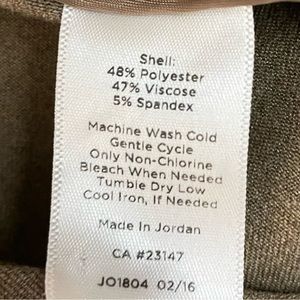 Shell:
48% Polyester
47% Viscose
5% Spandex
Machine Wash Cold
Gentle Cycle
Only Non-Chlorine
Bleach When Needed
Tumble Dry Low
Cool Iron, If Needed
Made In Jordan
CA #23147
JO1804 02/16